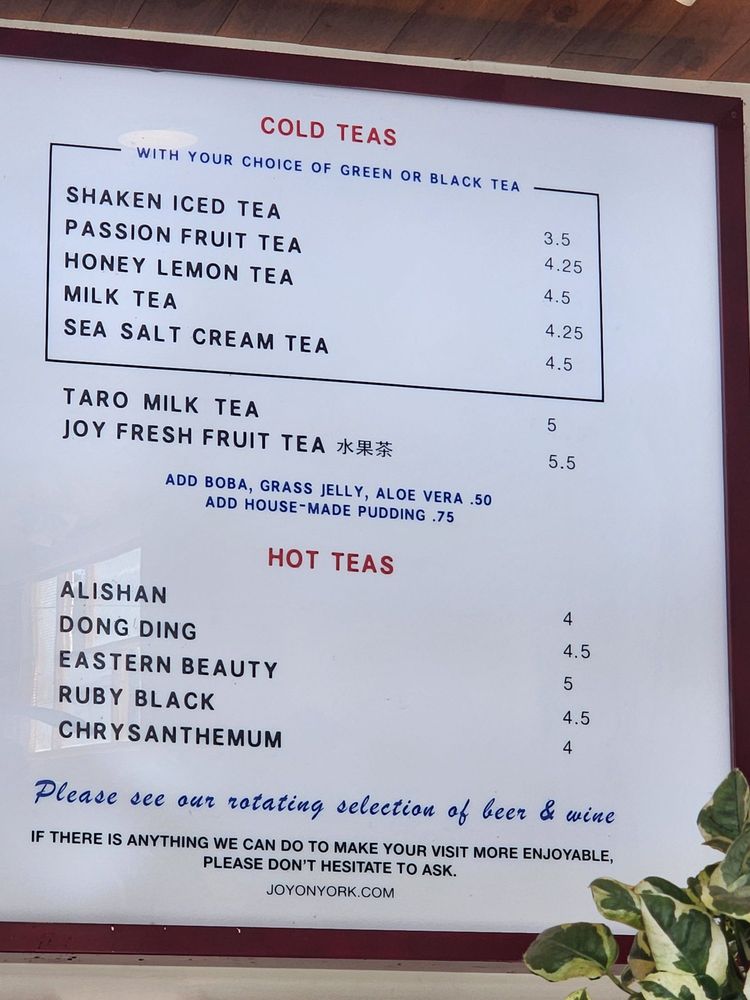 COLD TEAS
WITH YOUR CHOICE OF GREEN OR BLACK TEA
SHAKEN ICED TEA 3.5
PASSION FRUIT TEA 4.25
HONEY LEMON TEA 4.5
MILK TEA 4.25
SEA SALT CREAM TEA 4.5
TARO MILK TEA 5
JOY FRESH FRUIT TEA 水果茶 5.5
ADD BOBA, GRASS JELLY, ALOE VERA .50
ADD HOUSE-MADE PUDDING .75
HOT TEAS
ALISHAN 4
DONG DING 4.5
EASTERN BEAUTY 5
RUBY BLACK 4.5
CHRYSANTHEMUM 4
Please see our rotating selection of beer & wine
IF THERE IS ANYTHING WE CAN DO TO MAKE YOUR VISIT MORE ENJOYABLE,
PLEASE DON'T HESITATE TO ASK.
JOYONYORK.COM